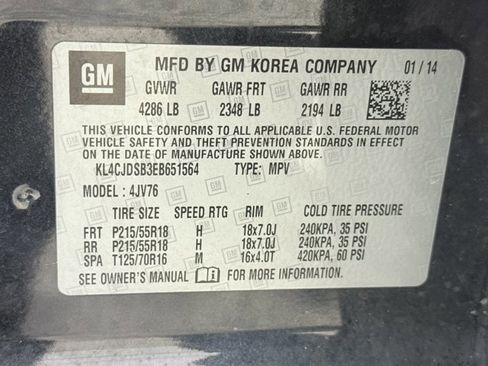 GM MFD BY GM KOREA COMPANY 01 / 14
GVWR GAWR FRT GAWR RR
4286 LB 2348 LB 2194 LB
THIS VEHICLE CONFORMS TO ALL APPLICABLE U.S. FEDERAL MOTOR
VEHICLE SAFETY AND THEFT PREVENTION STANDARDS IN EFFECT ON
THE DATE OF MANUFACTURE SHOWN ABOVE.
KL4CJDSB3EB651564 TYPE: MPV
MODEL : 4JV76
TIRE SIZE SPEED RTG RIM COLD TIRE PRESSURE
FRT P215/55R18 H 18x7.0J 240KPA, 35 PSI
RR P215/55R18 H 18x7.0J 240KPA, 35 PSI
SPA T125/70R16 M 16x4.0T 420KPA, 60 PSI
SEE OWNER'S MANUAL FOR MORE INFORMATION